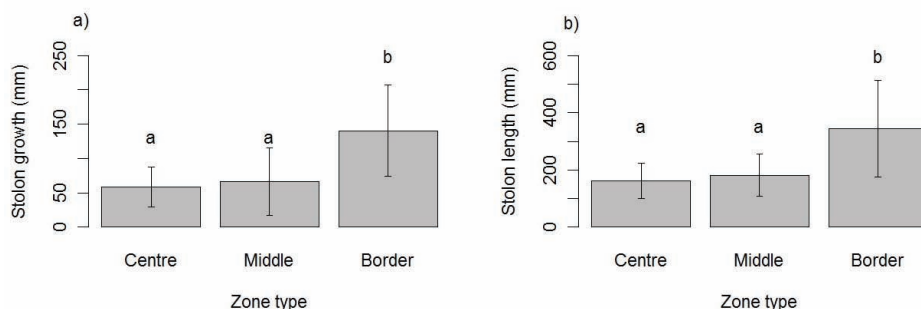 a)
Stolon growth (mm)
250
150
50
0
a
a
b
Centre Middle Border
Zone type
b)
Stolon length (mm)
600
400
200
0
a
a
b
Centre Middle Border
Zone type